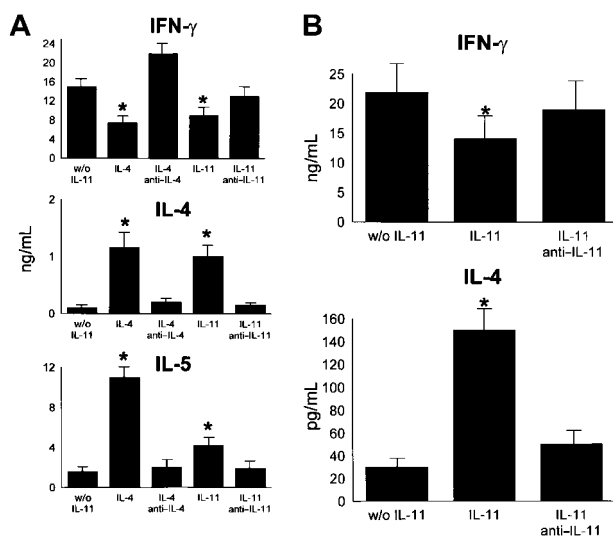 A
IFN-γ
24
20
16
12
8
4
0
*
*
w/o
IL-11
IL-4
IL-4
anti-IL-4
IL-11
IL-11
anti-IL-11
IL-4
ng/mL
2
1
0
*
*
w/o
IL-11
IL-4
IL-4
anti-IL-4
IL-11
IL-11
anti-IL-11
IL-5
12
8
4
0
*
*
w/o
IL-11
IL-4
IL-4
anti-IL-4
IL-11
IL-11
anti-IL-11
B
IFN-γ
ng/mL
25
20
15
10
5
0
*
w/o IL-11
IL-11
IL-11
anti-IL-11
IL-4
pg/mL
160
140
120
100
80
60
40
20
0
*
w/o IL-11
IL-11
IL-11
anti-IL-11